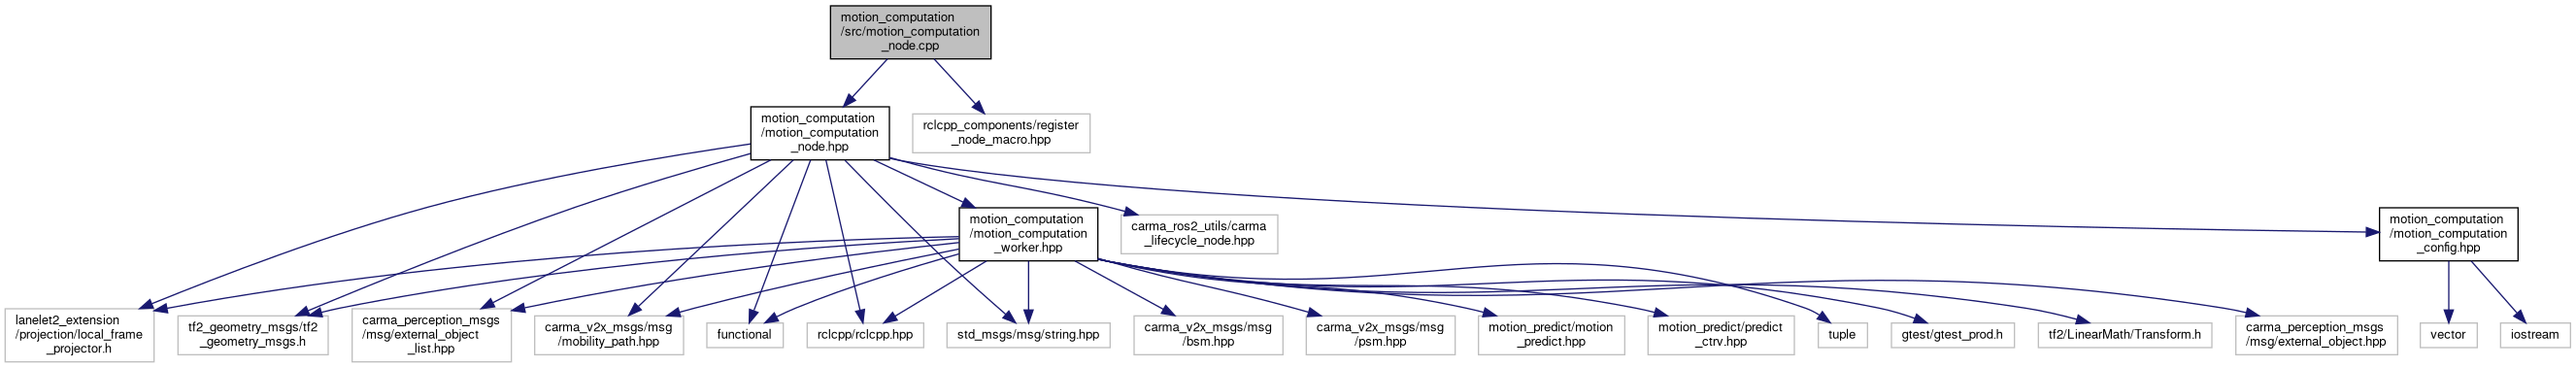 motion_computation
/src/motion_computation
_node.cpp
motion_computation
/motion_computation
_node.hpp
rclcpp_components/register
_node_macro.hpp
motion_computation
/motion_computation
_worker.hpp
carma_ros2_utils/carma
_lifecycle_node.hpp
motion_computation
/motion_computation
_config.hpp
lanelet2_extension
/projection/local_frame
_projector.h
tf2_geometry_msgs/tf2
_geometry_msgs.h
carma_perception_msgs
/msg/external_object
_list.hpp
carma_v2x_msgs/msg
/mobility_path.hpp
functional
rclcpp/rclcpp.hpp
std_msgs/msg/string.hpp
carma_v2x_msgs/msg
/bsm.hpp
carma_v2x_msgs/msg
/psm.hpp
motion_predict/motion
_predict.hpp
motion_predict/predict
_ctrv.hpp
tuple
gtest/gtest_prod.h
tf2/LinearMath/Transform.h
carma_perception_msgs
/msg/external_object.hpp
vector
iostream